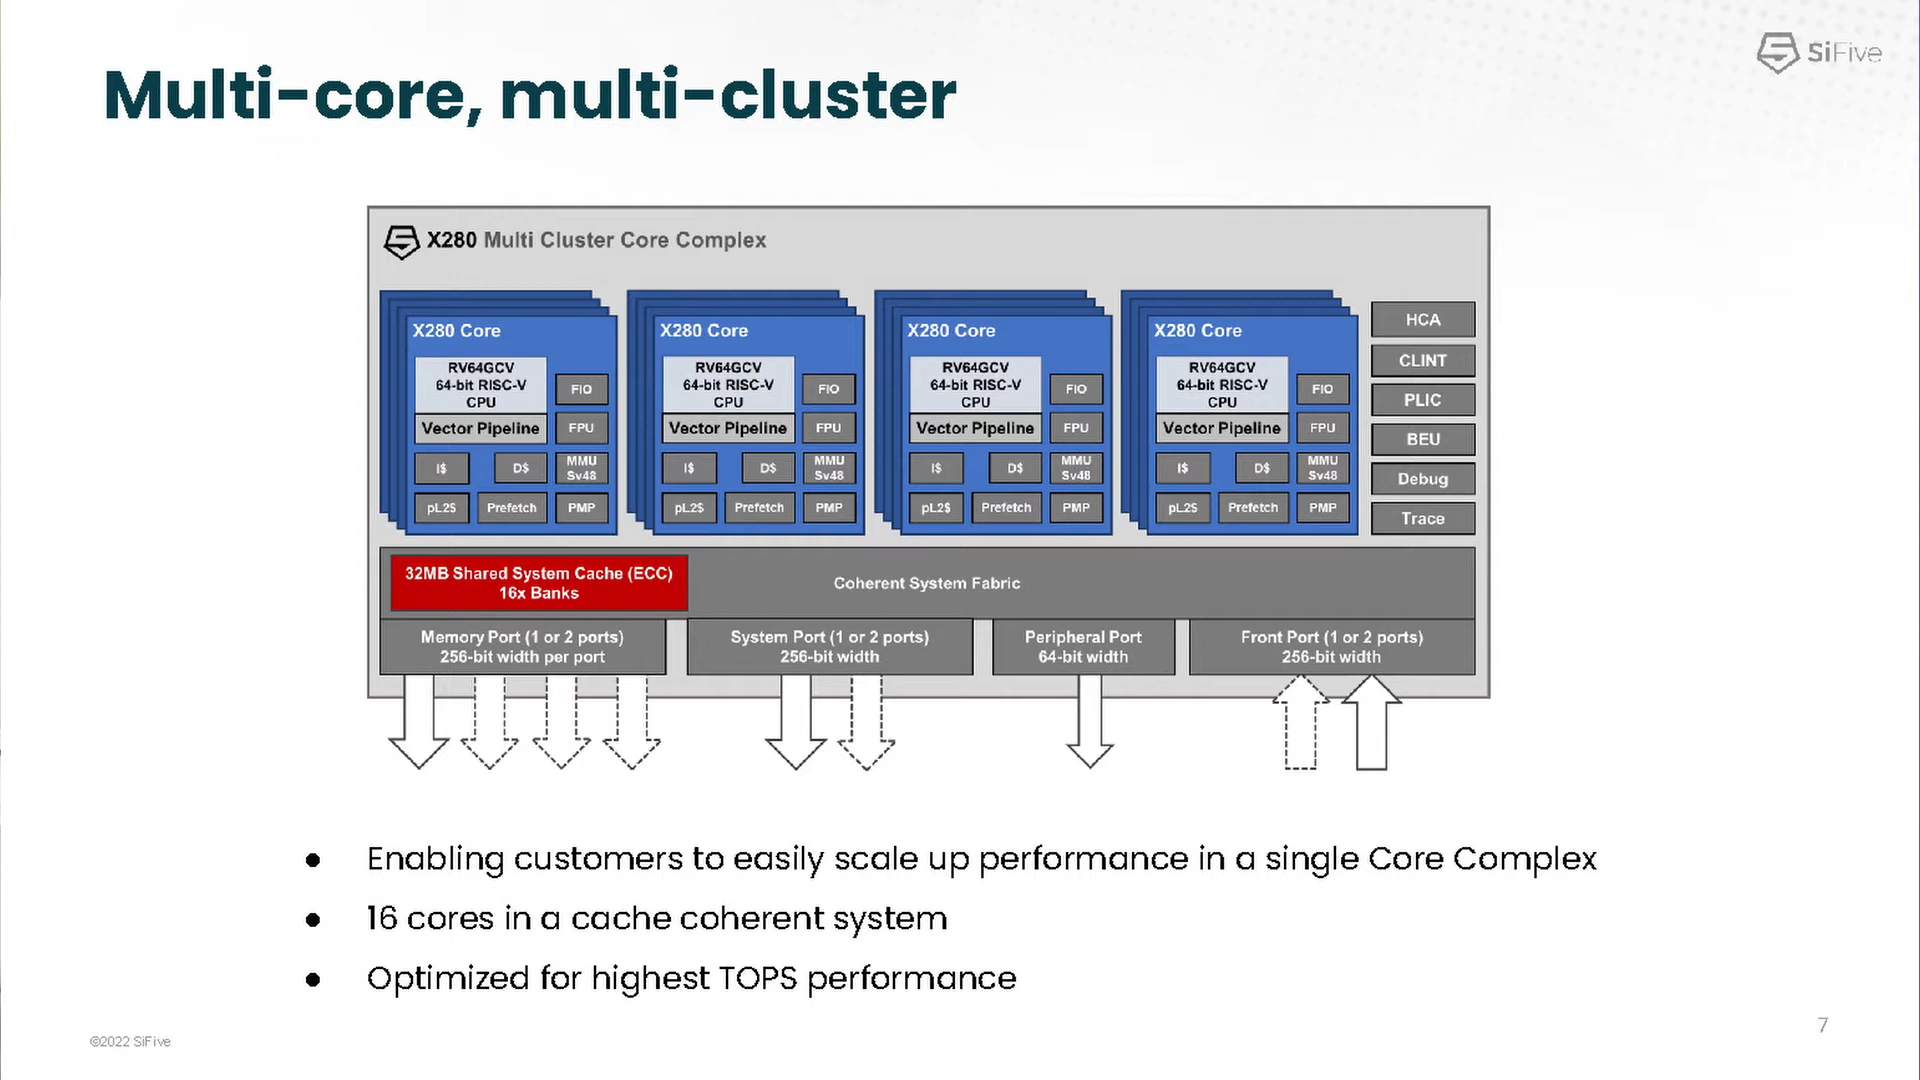 SiFive
Multi-core, multi-cluster
X280 Multi Cluster Core Complex
X280 Core
RV64GCV
64-bit RISC-V
CPU
Vector Pipeline
FIO
FPU
I$
D$
MMU
Sv48
pL2$
Prefetch
PMP
X280 Core
RV64GCV
64-bit RISC-V
CPU
Vector Pipeline
FIO
FPU
I$
D$
MMU
Sv48
pL2$
Prefetch
PMP
X280 Core
RV64GCV
64-bit RISC-V
CPU
Vector Pipeline
FIO
FPU
I$
D$
MMU
Sv48
pL2$
Prefetch
PMP
X280 Core
RV64GCV
64-bit RISC-V
CPU
Vector Pipeline
FIO
FPU
I$
D$
MMU
Sv48
pL2$
Prefetch
PMP
HCA
CLINT
PLIC
BEU
Debug
Trace
32MB Shared System Cache (ECC)
16x Banks
Coherent System Fabric
Memory Port (1 or 2 ports)
256-bit width per port
System Port (1 or 2 ports)
256-bit width
Peripheral Port
64-bit width
Front Port (1 or 2 ports)
256-bit width
● Enabling customers to easily scale up performance in a single Core Complex
● 16 cores in a cache coherent system
● Optimized for highest TOPS performance
©2022 SiFive
7